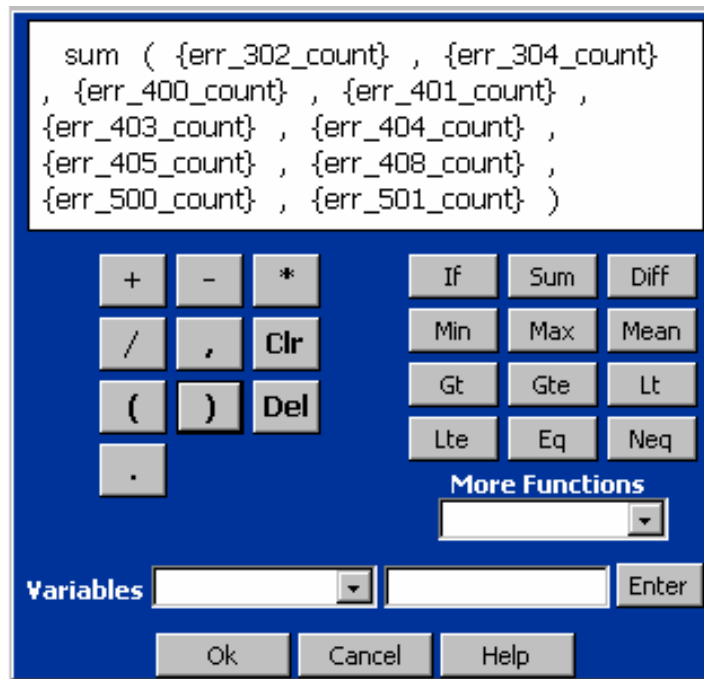 sum ( {err_302_count} , {err_304_count}
, {err_400_count} , {err_401_count} ,
{err_403_count} , {err_404_count} ,
{err_405_count} , {err_408_count} ,
{err_500_count} , {err_501_count} )
+ - * If Sum Diff
/ , Clr Min Max Mean
( ) Del Gt Gte Lt
. Lte Eq Neq
More Functions
Variables Enter
Ok Cancel Help